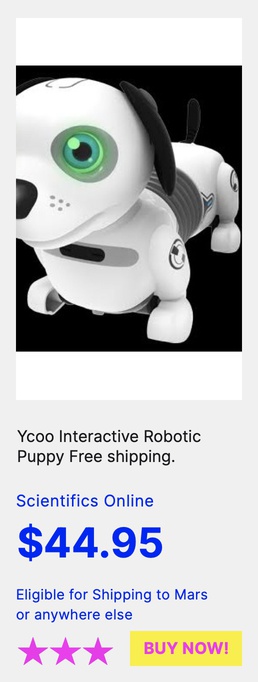 Ycoo Interactive Robotic
Puppy Free shipping.
Scientifics Online
$44.95
Eligible for Shipping to Mars
or anywhere else
BUY NOW!